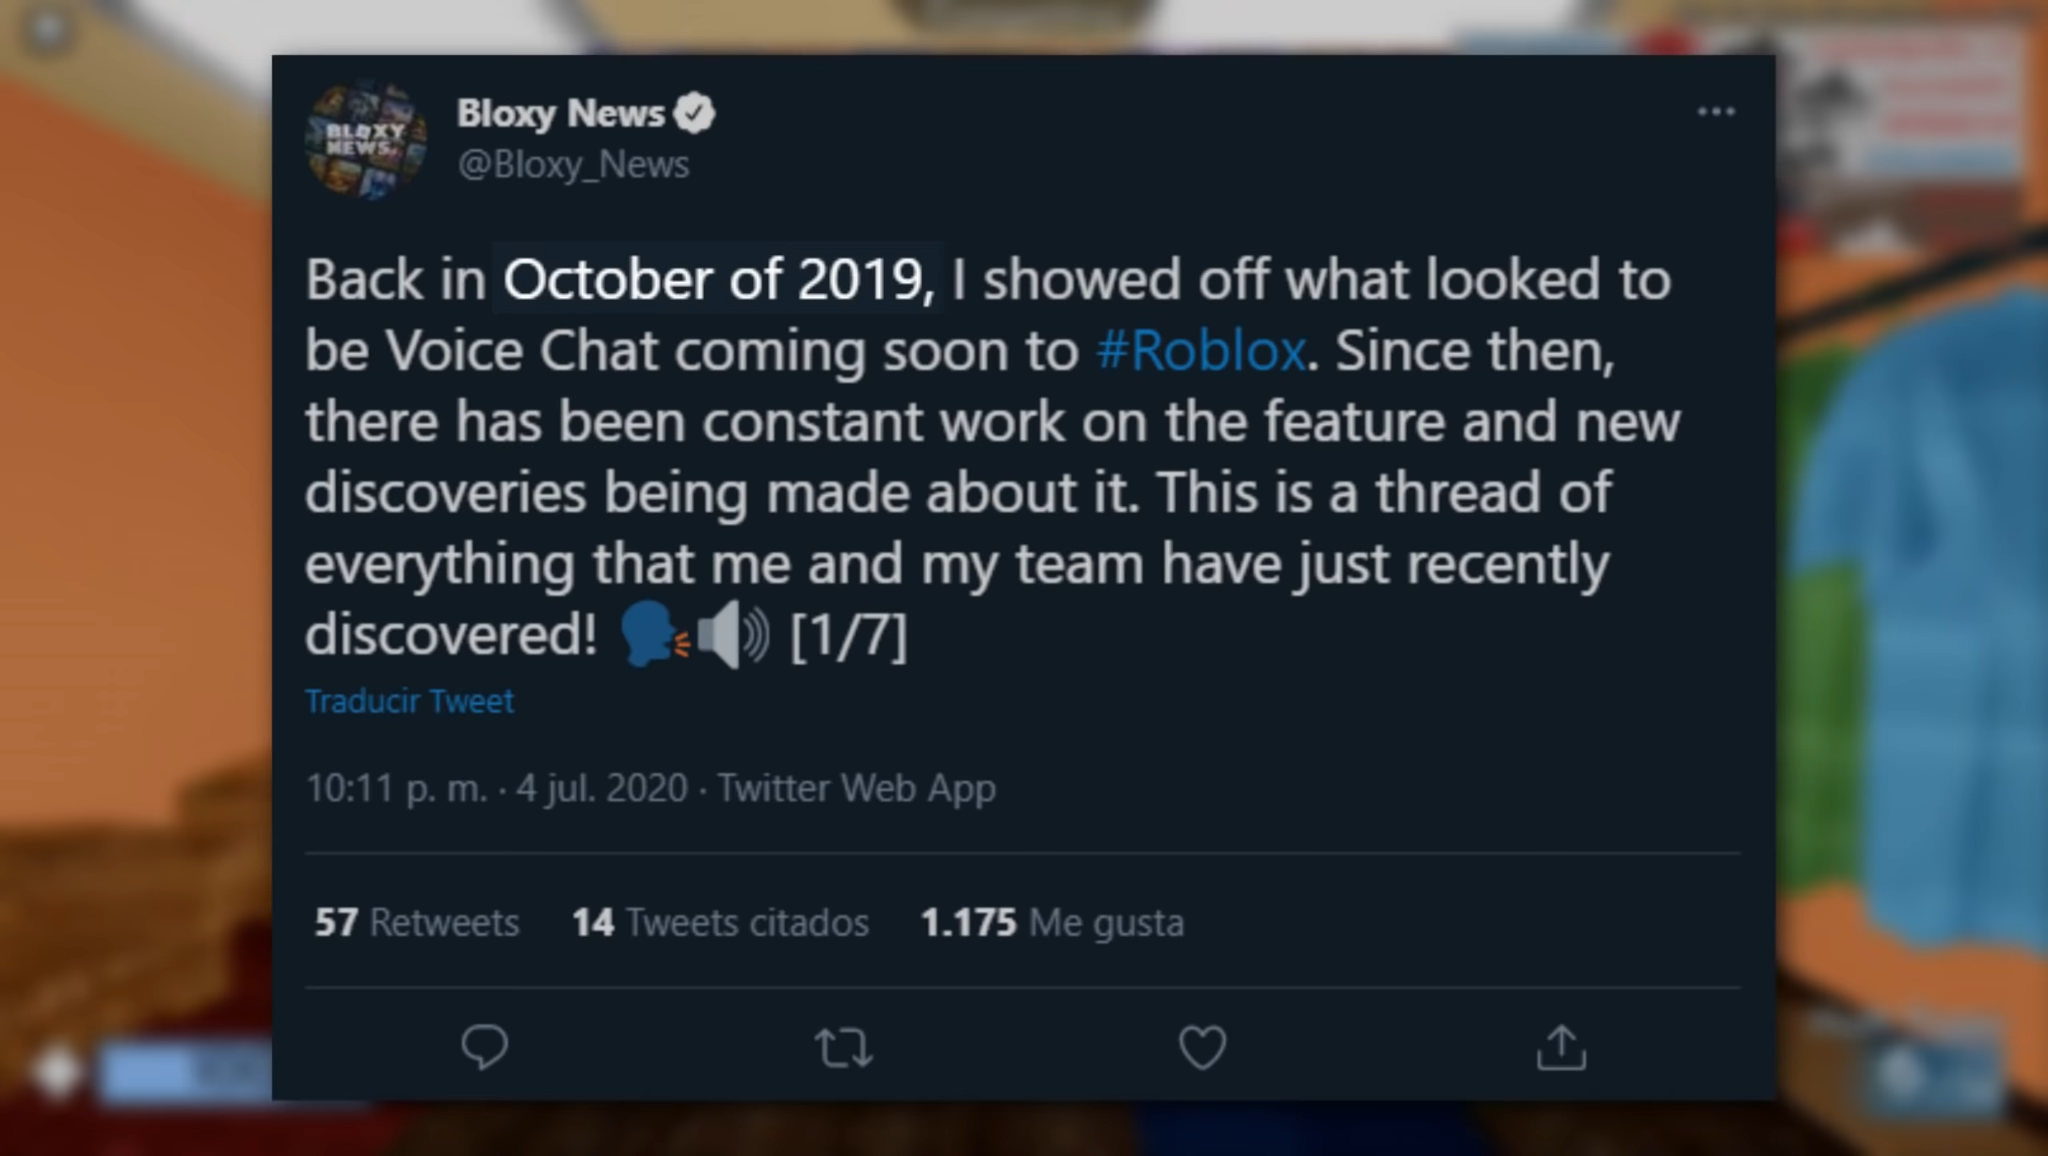 BLOXY
NEWS
Bloxy News
@Bloxy_News
Back in October of 2019, I showed off what looked to
be Voice Chat coming soon to #Roblox. Since then,
there has been constant work on the feature and new
discoveries being made about it. This is a thread of
everything that me and my team have just recently
discovered! 🗣🔊 [1/7]
Traducir Tweet
10:11 p. m. · 4 jul. 2020 · Twitter Web App
57 Retweets 14 Tweets citados 1.175 Me gusta